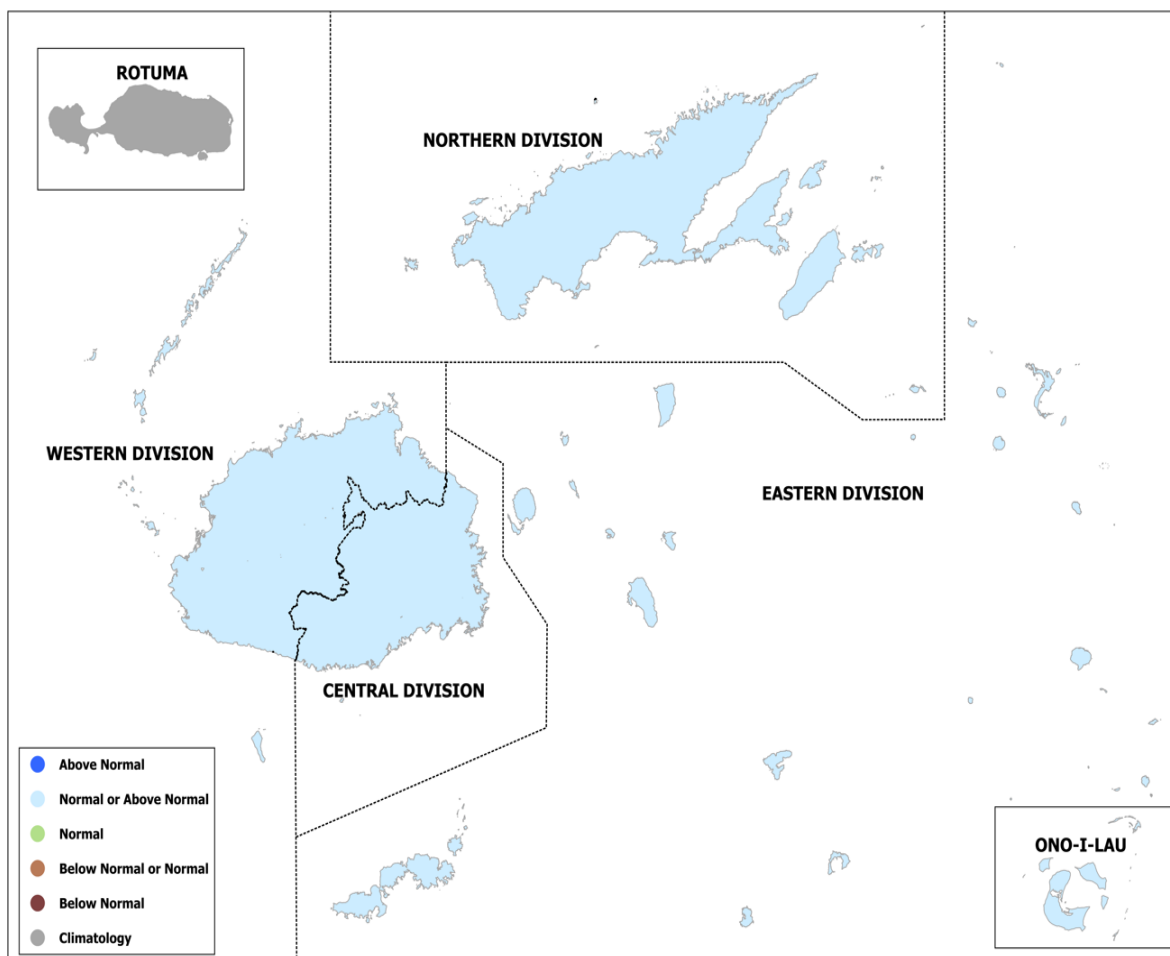 ROTUMA
NORTHERN DIVISION
WESTERN DIVISION
EASTERN DIVISION
CENTRAL DIVISION
Above Normal
Normal or Above Normal
Normal
Below Normal or Normal
Below Normal
Climatology
ONO-I-LAU